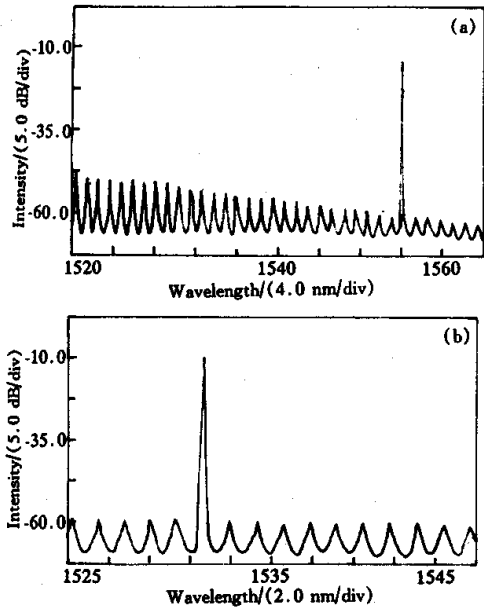 (a)
Intensity/(5.0 dB/div)
-10.0
-35.0
-60.0
1520
1540
1560
Wavelength/(4.0 nm/div)
(b)
Intensity/(5.0 dB/div)
-10.0
-35.0
-60.0
1525
1535
1545
Wavelength/(2.0 nm/div)